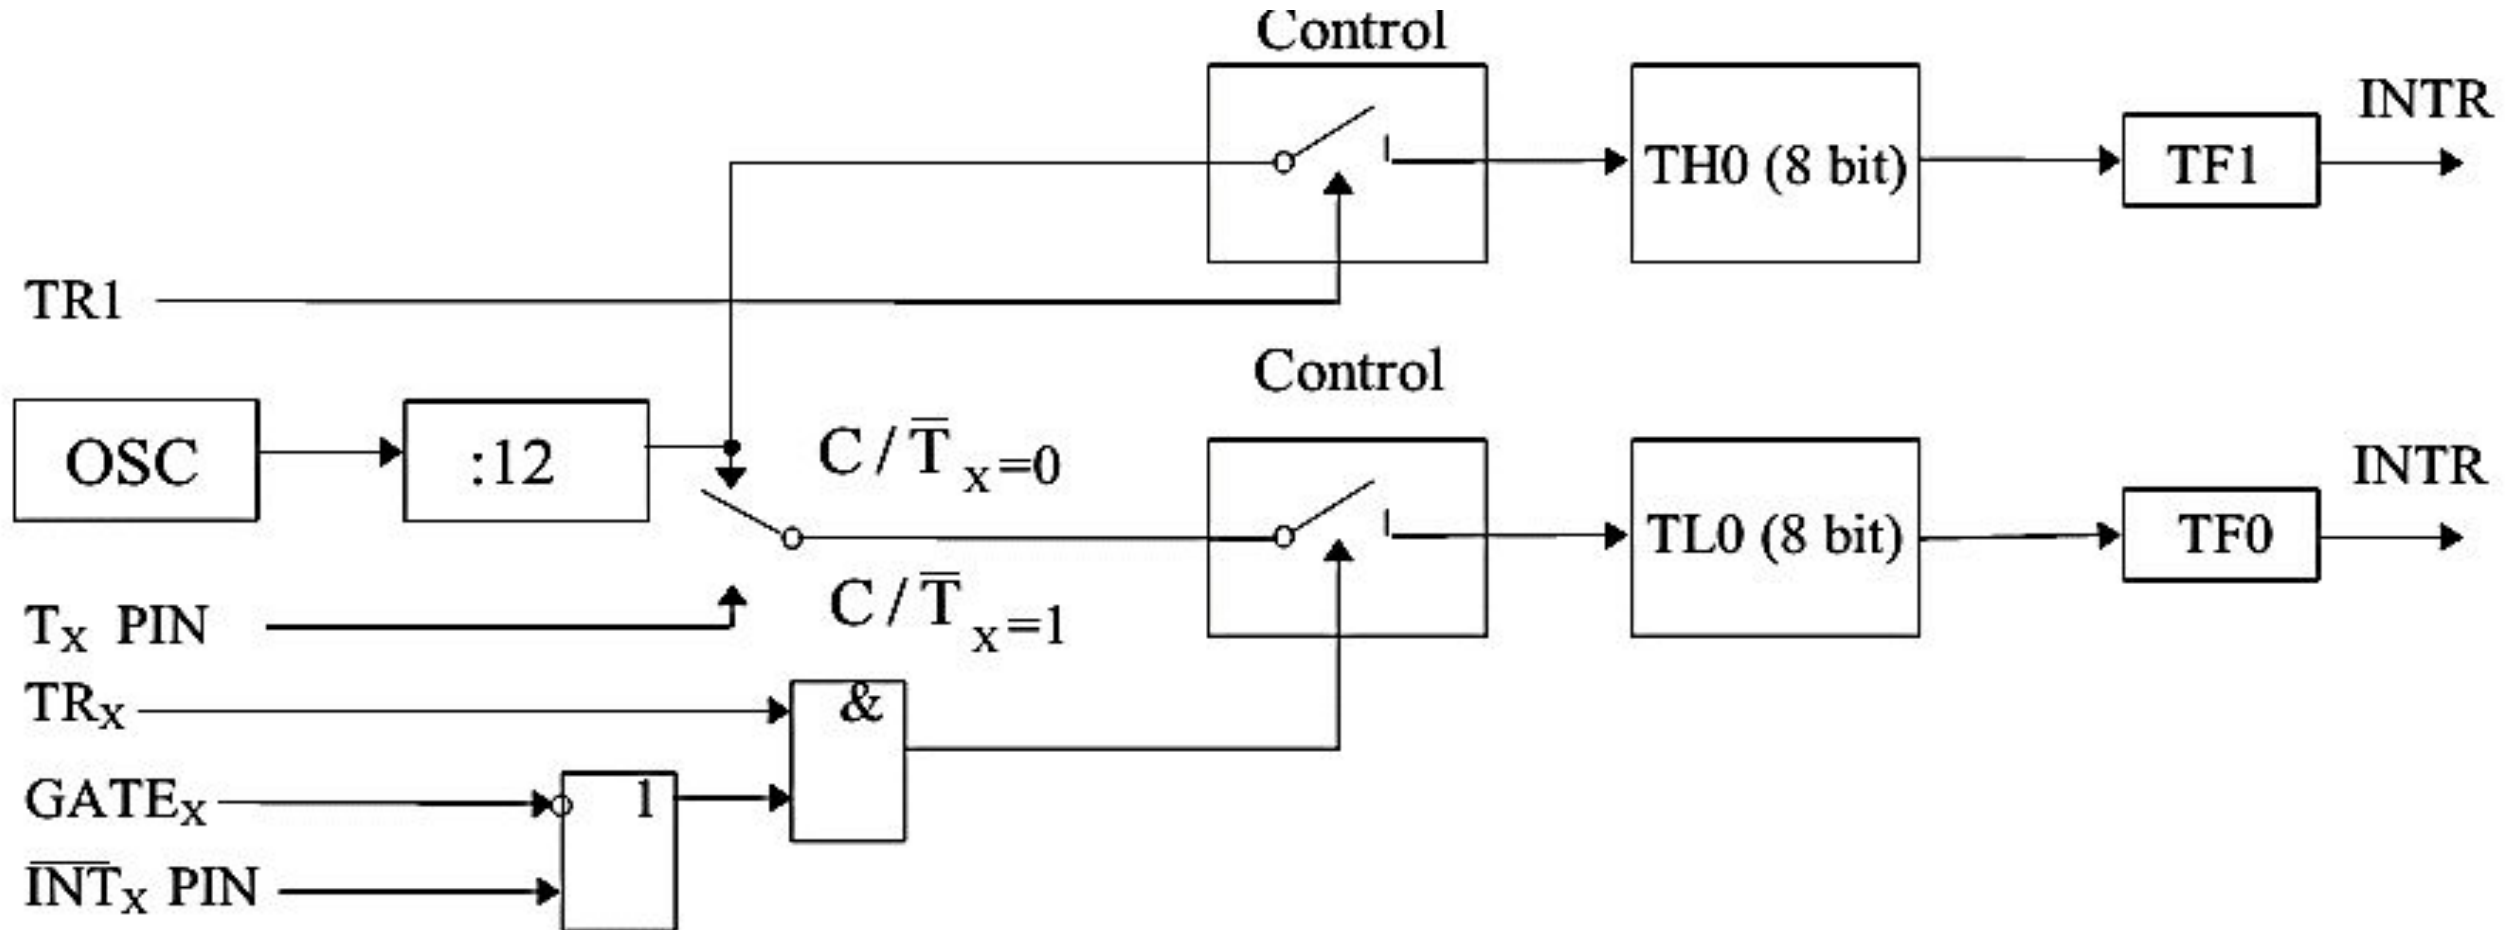 Control
INTR
TH0 (8 bit)
TF1
TR1
Control
OSC
:12
C / T̅ X=0
INTR
TL0 (8 bit)
TF0
C / T̅ X=1
TX PIN
TRX
&
GATEX
1
I̅N̅T̅X PIN